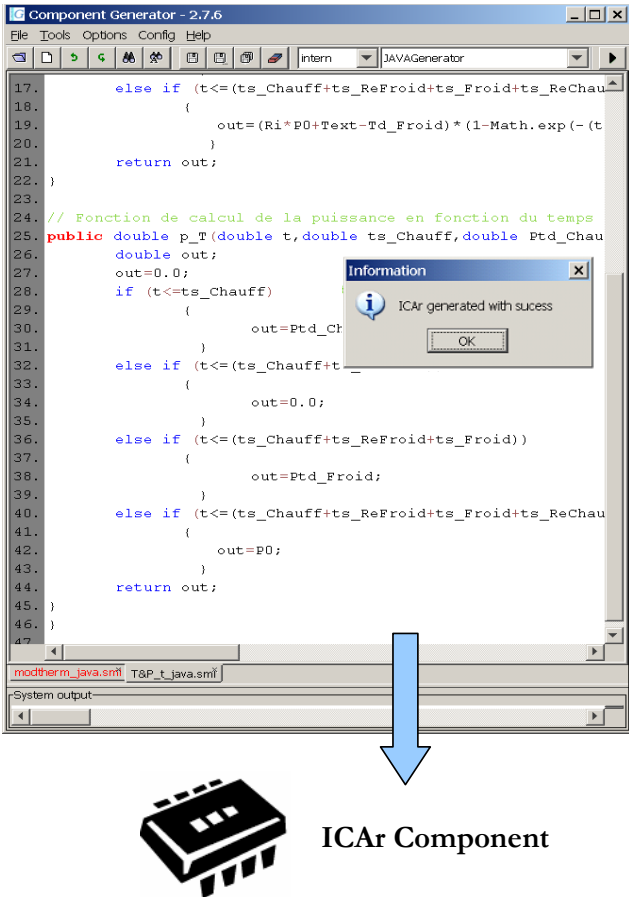 Component Generator - 2.7.6
File Tools Options Config Help
intern JAVAGenerator
17. else if (t<=(ts_Chauff+ts_ReFroid+ts_Froid+ts_ReChau
18. {
19. out=(Ri*P0+Text-Td_Froid)*(1-Math.exp(-(t
20. }
21. return out;
22. }
23.
24. // Fonction de calcul de la puissance en fonction du temps
25. public double p_T(double t,double ts_Chauff,double Ptd_Chau
26. double out;
27. out=0.0;
28. if (t<=ts_Chauff)
29. {
30. out=Ptd_Ch
31. }
32. else if (t<=(ts_Chauff+t
33. {
34. out=0.0;
35. }
36. else if (t<=(ts_Chauff+ts_ReFroid+ts_Froid))
37. {
38. out=Ptd_Froid;
39. }
40. else if (t<=(ts_Chauff+ts_ReFroid+ts_Froid+ts_ReChau
41. {
42. out=P0;
43. }
44. return out;
45. }
46. }
47
Information
ICAr generated with sucess
OK
modtherm_java.sml T&P_t_java.sml
System output
ICAr Component